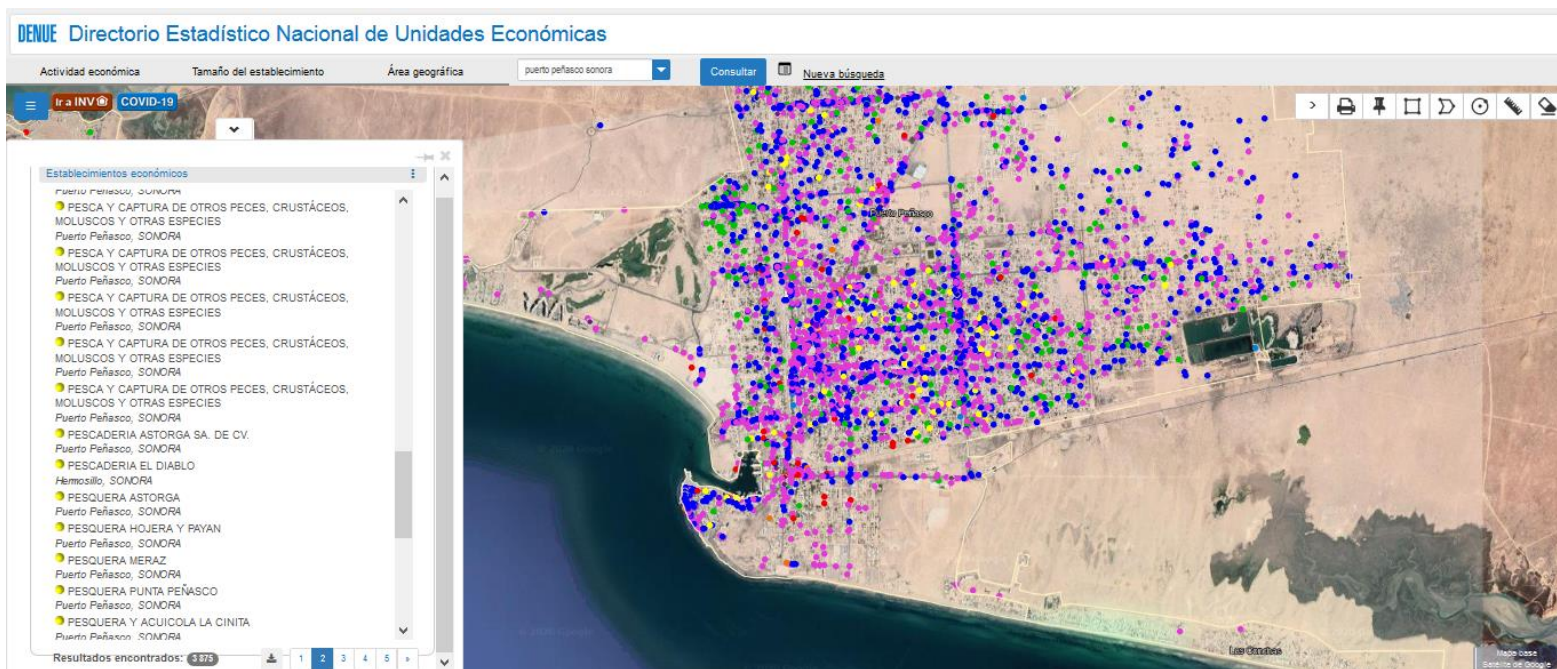 DENUE Directorio Estadístico Nacional de Unidades Económicas
Actividad económica Tamaño del establecimiento Área geográfica puerto peñasco sonora Consultar Nueva búsqueda
Ir a INV COVID-19
Establecimientos económicos
Puerto Peñasco, SONORA
PESCA Y CAPTURA DE OTROS PECES, CRUSTÁCEOS,
MOLUSCOS Y OTRAS ESPECIES
Puerto Peñasco, SONORA
PESCA Y CAPTURA DE OTROS PECES, CRUSTÁCEOS,
MOLUSCOS Y OTRAS ESPECIES
Puerto Peñasco, SONORA
PESCA Y CAPTURA DE OTROS PECES, CRUSTÁCEOS,
MOLUSCOS Y OTRAS ESPECIES
Puerto Peñasco, SONORA
PESCA Y CAPTURA DE OTROS PECES, CRUSTÁCEOS,
MOLUSCOS Y OTRAS ESPECIES
Puerto Peñasco, SONORA
PESCA Y CAPTURA DE OTROS PECES, CRUSTÁCEOS,
MOLUSCOS Y OTRAS ESPECIES
Puerto Peñasco, SONORA
PESCADERIA ASTORGA SA. DE CV.
Puerto Peñasco, SONORA
PESCADERIA EL DIABLO
Hermosillo, SONORA
PESQUERA ASTORGA
Puerto Peñasco, SONORA
PESQUERA HOJERA Y PAYAN
Puerto Peñasco, SONORA
PESQUERA MERAZ
Puerto Peñasco, SONORA
PESQUERA PUNTA PEÑASCO
Puerto Peñasco, SONORA
PESQUERA Y ACUICOLA LA CINITA
Puerto Peñasco, SONORA
Resultados encontrados: 3 875 1 2 3 4 5 »
Puerto Peñasco
Las Conchas
Mapa base
Satélite de Google